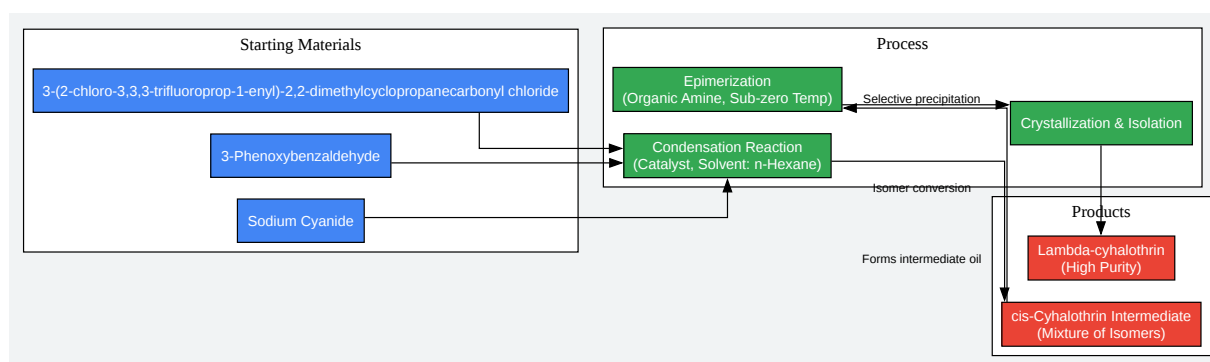 Starting Materials
3-(2-chloro-3,3,3-trifluoroprop-1-enyl)-2,2-dimethylcyclopropanecarbonyl chloride
3-Phenoxybenzaldehyde
Sodium Cyanide
Process
Epimerization
(Organic Amine, Sub-zero Temp)
Selective precipitation
Crystallization & Isolation
Condensation Reaction
(Catalyst, Solvent: n-Hexane)
Isomer conversion
Forms intermediate oil
Products
Lambda-cyhalothrin
(High Purity)
cis-Cyhalothrin Intermediate
(Mixture of Isomers)